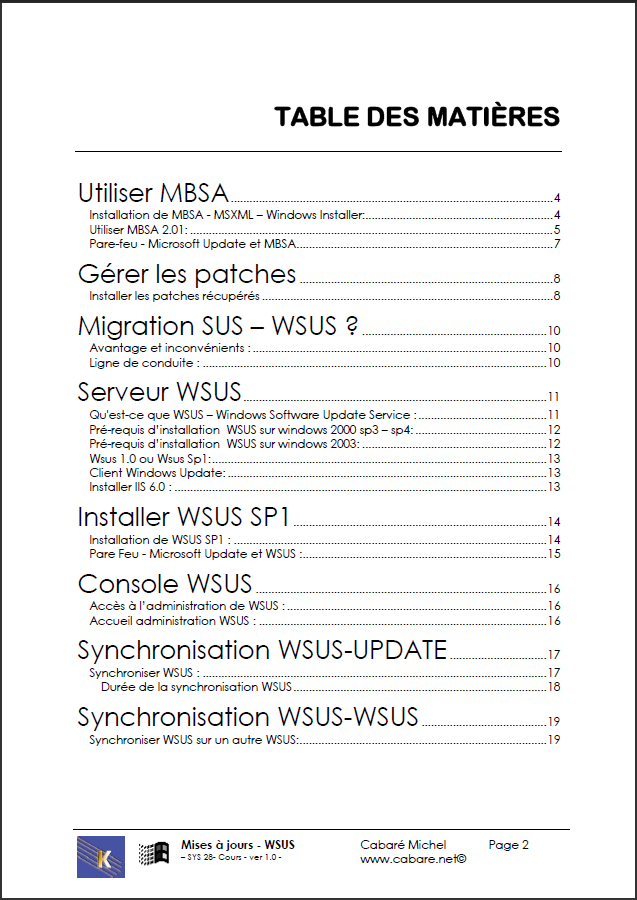 TABLE DES MATIÈRES
Utiliser MBSA.....4
Installation de MBSA - MSXML – Windows Installer:.....4
Utiliser MBSA 2.01:.....5
Pare-feu - Microsoft Update et MBSA.....7
Gérer les patches.....8
Installer les patches récupérés.....8
Migration SUS – WSUS ?.....10
Avantage et inconvénients :.....10
Ligne de conduite :.....10
Serveur WSUS.....11
Qu'est-ce que WSUS – Windows Software Update Service :.....11
Pré-requis d'installation WSUS sur windows 2000 sp3 – sp4:.....12
Pré-requis d'installation WSUS sur windows 2003:.....12
Wsus 1.0 ou Wsus Sp1:.....13
Client Windows Update:.....13
Installer IIS 6.0 :.....13
Installer WSUS SP1.....14
Installation de WSUS SP1 :.....14
Pare Feu - Microsoft Update et WSUS :.....15
Console WSUS.....16
Accès à l'administration de WSUS :.....16
Accueil administration WSUS :.....16
Synchronisation WSUS-UPDATE.....17
Synchroniser WSUS :.....17
Durée de la synchronisation WSUS.....18
Synchronisation WSUS-WSUS.....19
Synchroniser WSUS sur un autre WSUS:.....19
K
Mises à jours - WSUS Cabaré Michel Page 2
– SYS 28- Cours - ver 1.0 - www.cabare.net©